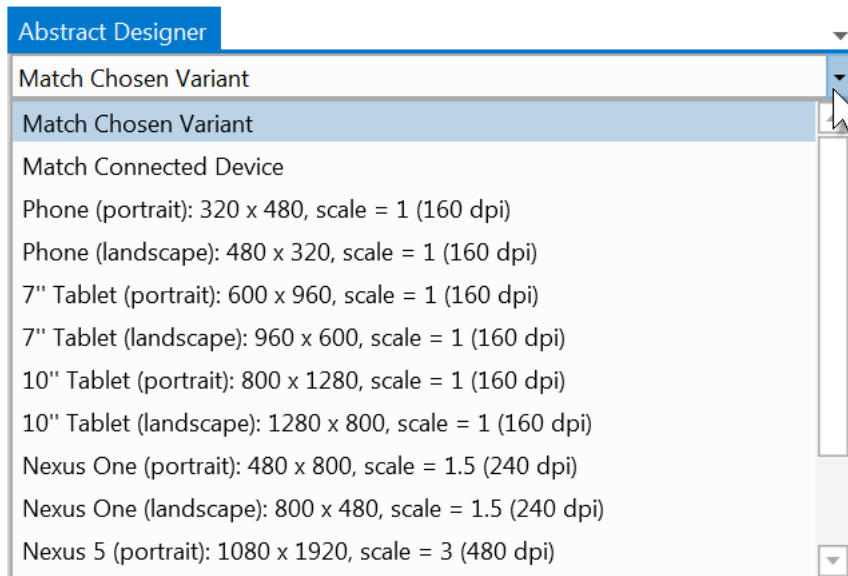 Abstract Designer
Match Chosen Variant
Match Chosen Variant
Match Connected Device
Phone (portrait): 320 x 480, scale = 1 (160 dpi)
Phone (landscape): 480 x 320, scale = 1 (160 dpi)
7" Tablet (portrait): 600 x 960, scale = 1 (160 dpi)
7" Tablet (landscape): 960 x 600, scale = 1 (160 dpi)
10" Tablet (portrait): 800 x 1280, scale = 1 (160 dpi)
10" Tablet (landscape): 1280 x 800, scale = 1 (160 dpi)
Nexus One (portrait): 480 x 800, scale = 1.5 (240 dpi)
Nexus One (landscape): 800 x 480, scale = 1.5 (240 dpi)
Nexus 5 (portrait): 1080 x 1920, scale = 3 (480 dpi)